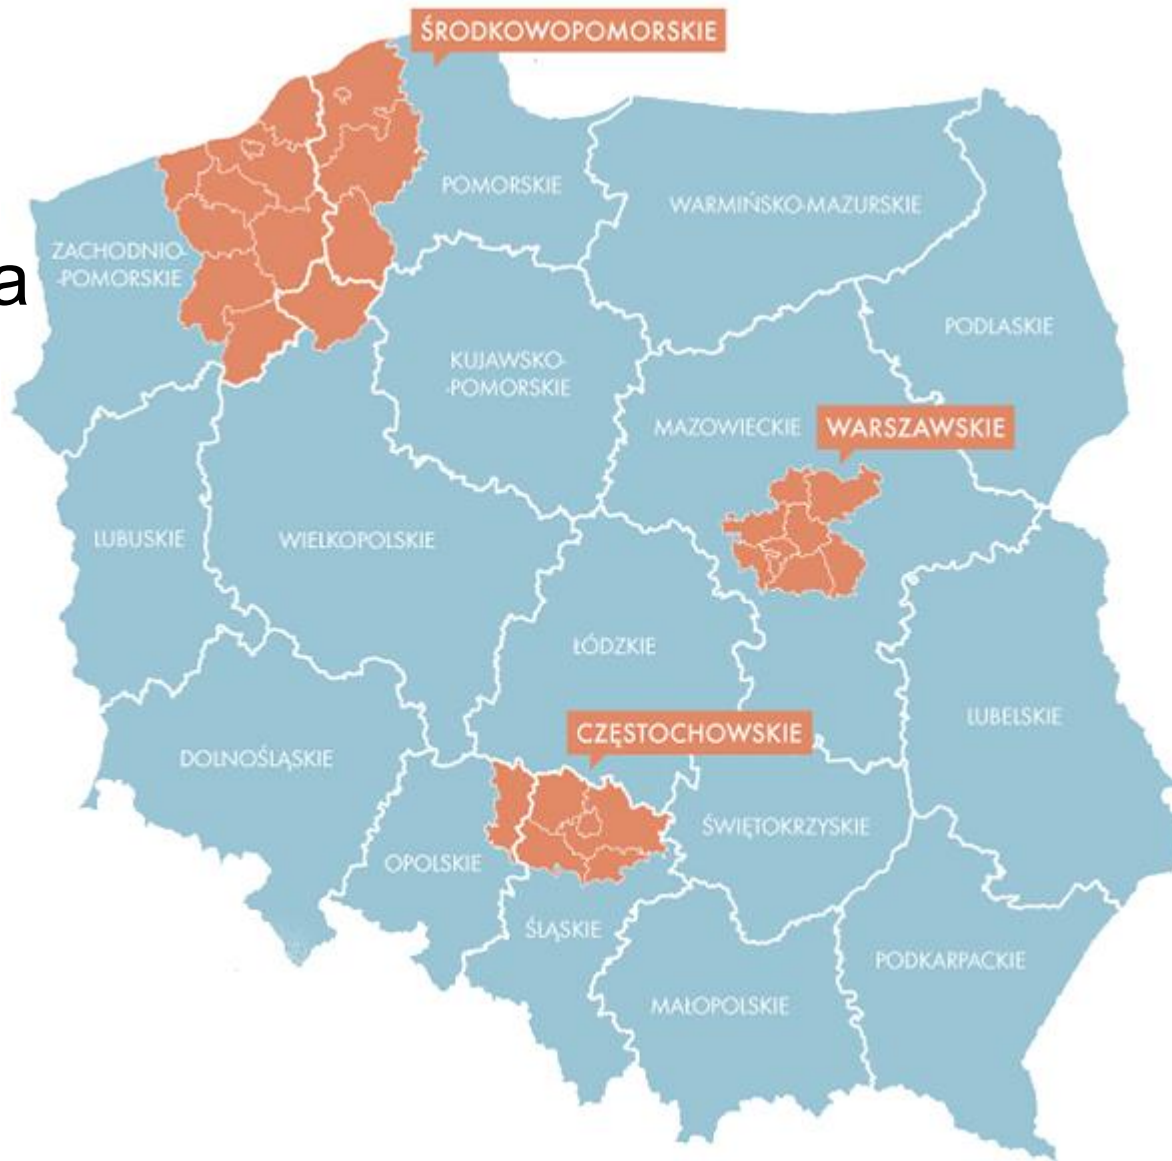 ŚRODKOWOPOMORSKIE
POMORSKIE
WARMIŃSKO-MAZURSKIE
ZACHODNIO-
-POMORSKIE
a
PODLASKIE
KUJAWSKO-
-POMORSKIE
MAZOWIECKIE
WARSZAWSKIE
LUBUSKIE
WIELKOPOLSKIE
ŁÓDZKIE
LUBELSKIE
CZĘSTOCHOWSKIE
DOLNOŚLĄSKIE
ŚWIĘTOKRZYSKIE
OPOLSKIE
ŚLĄSKIE
PODKARPACKIE
MAŁOPOLSKIE